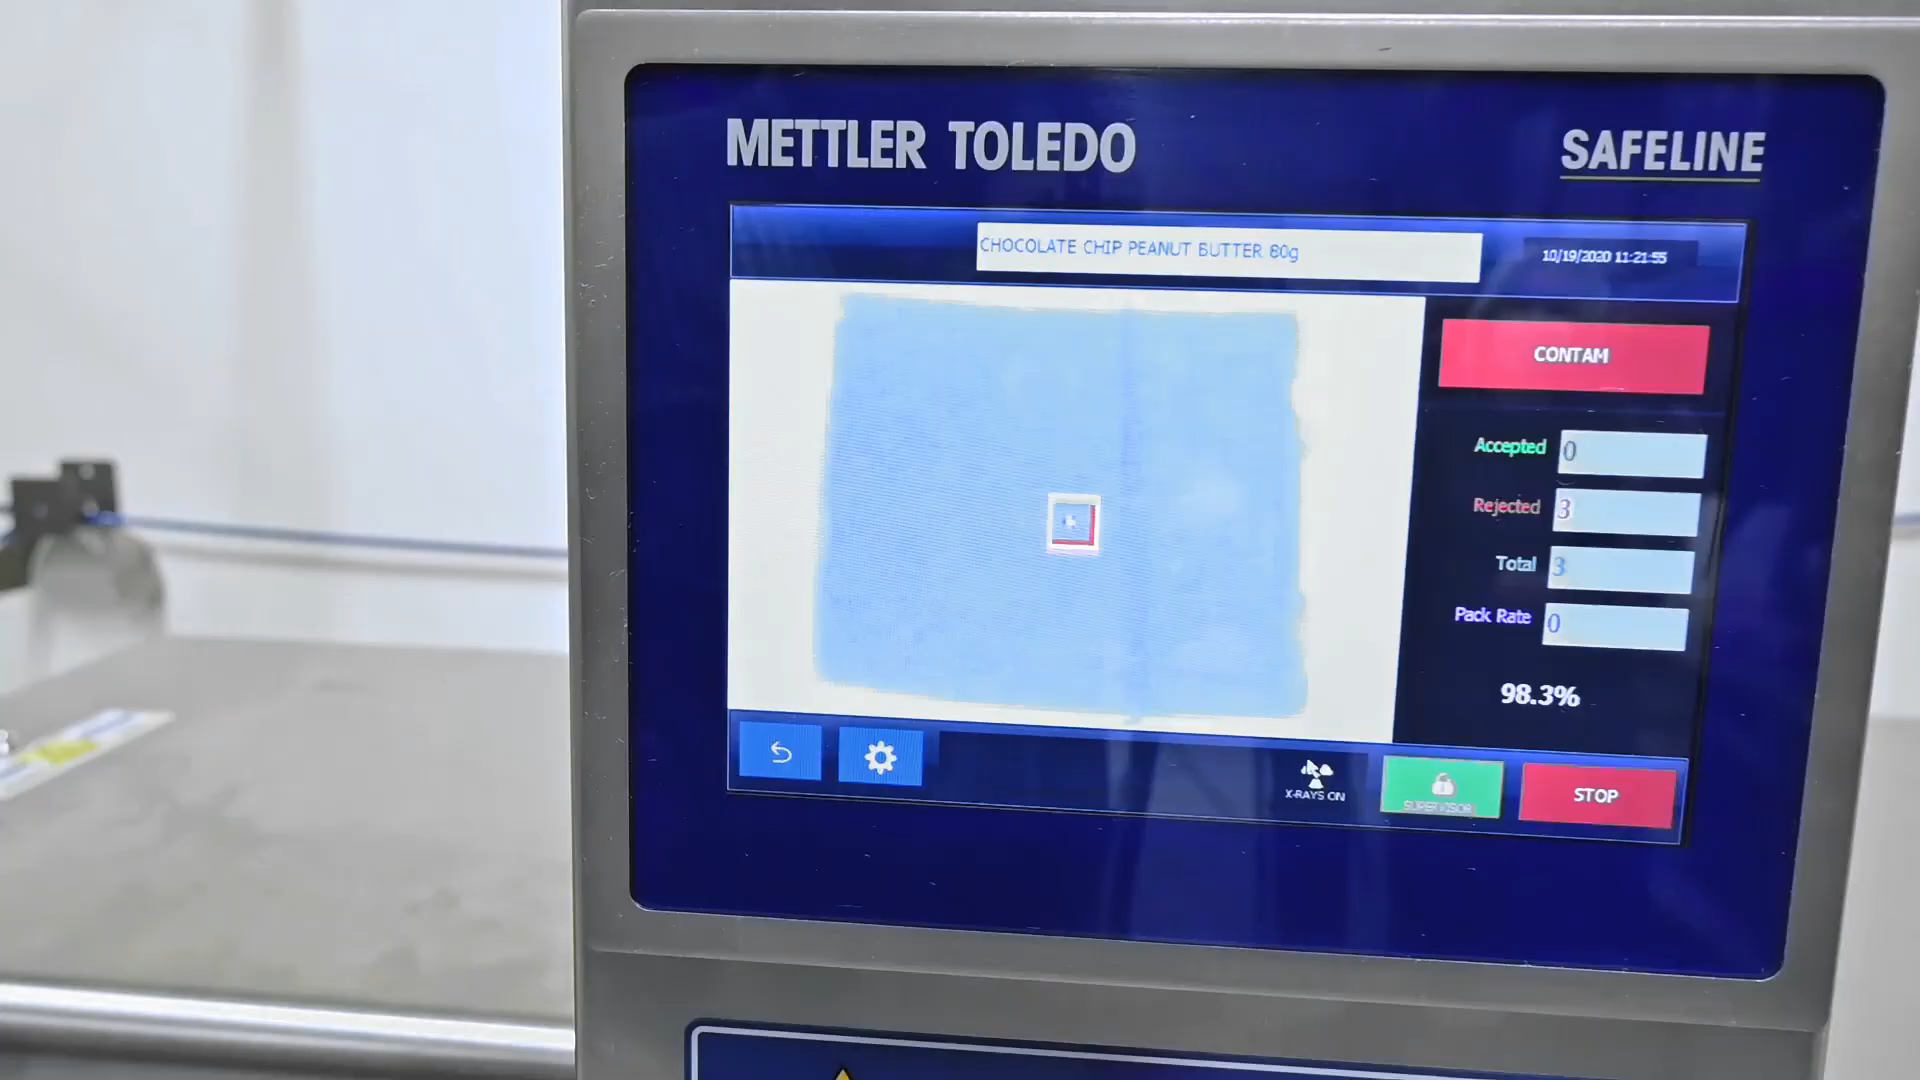 METTLER TOLEDO
SAFELINE
CHOCOLATE CHIP PEANUT BUTTER 80g
10/19/2020 11:21:55
CONTAM
Accepted 0
Rejected 3
Total 3
Pack Rate 0
98.3%
X-RAYS ON
SUPERVISOR
STOP